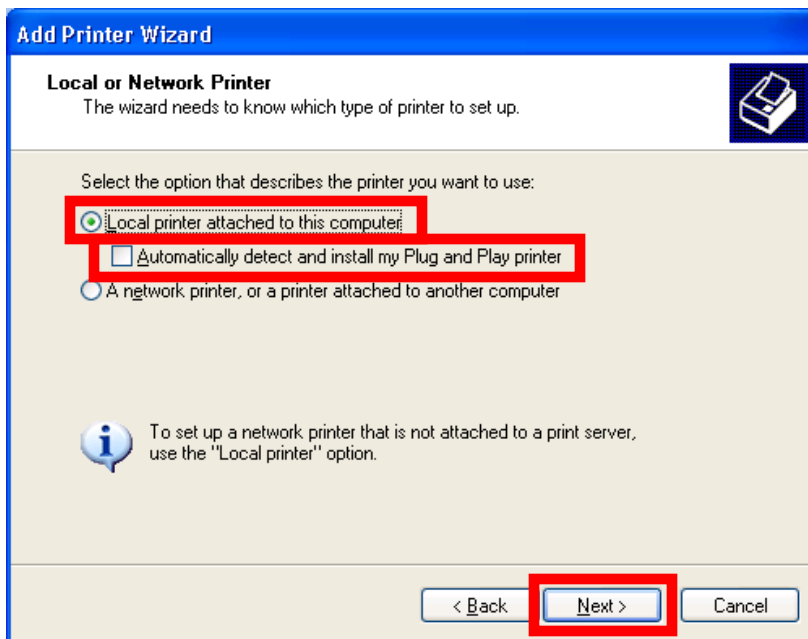 Add Printer Wizard
Local or Network Printer
The wizard needs to know which type of printer to set up.
Select the option that describes the printer you want to use:
Local printer attached to this computer
Automatically detect and install my Plug and Play printer
A network printer, or a printer attached to another computer
To set up a network printer that is not attached to a print server,
use the "Local printer" option.
< Back Next > Cancel